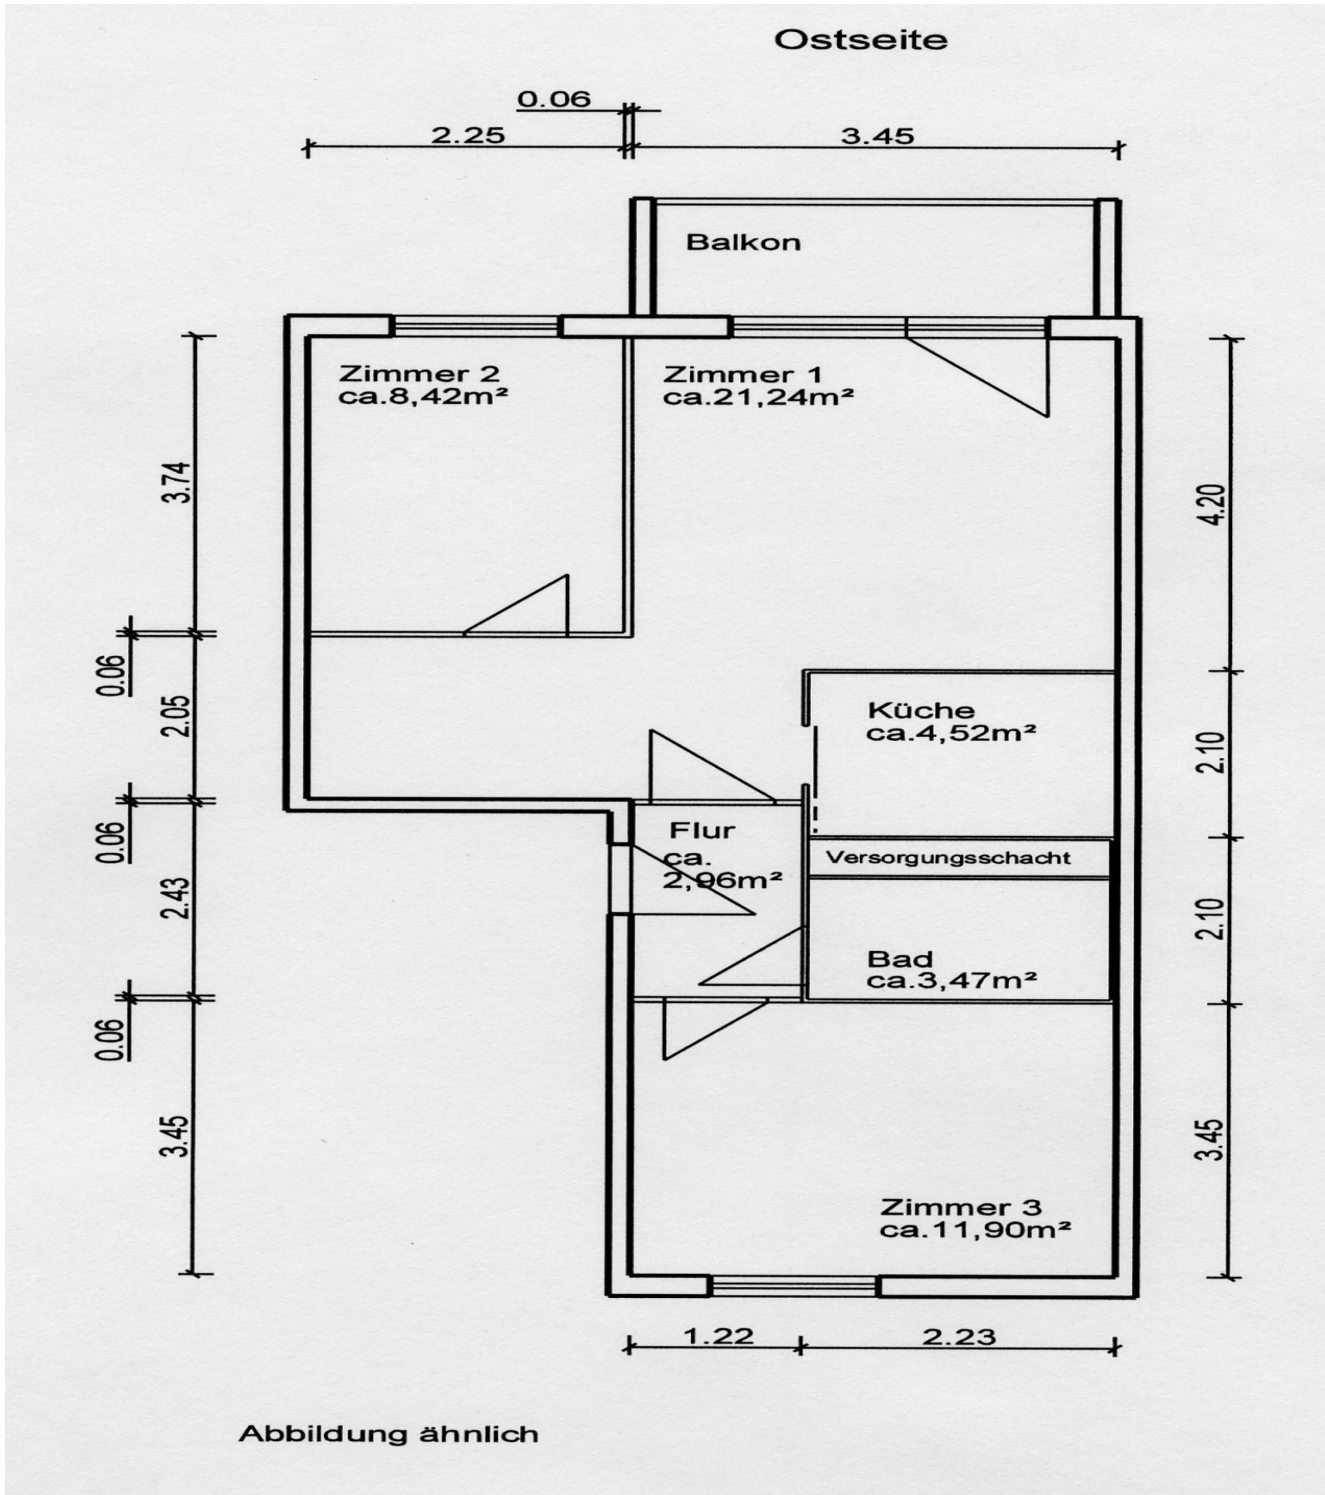 Ostseite
0.06
2.25
3.45
Balkon
Zimmer 2
ca.8,42m²
Zimmer 1
ca.21,24m²
3.74
4.20
0.06
2.05
Küche
ca.4,52m²
2.10
0.06
Flur
ca.
2,96m²
Versorgungsschacht
2.43
2.10
Bad
ca.3,47m²
0.06
3.45
3.45
Zimmer 3
ca.11,90m²
1.22
2.23
Abbildung ähnlich